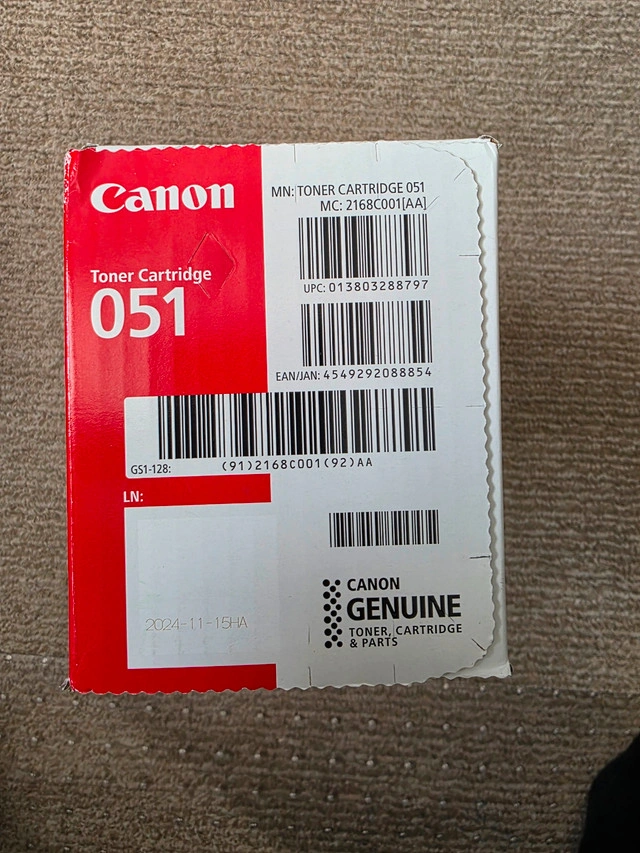 Canon
Toner Cartridge
051
MN: TONER CARTRIDGE 051
MC: 2168C001[AA]
UPC: 013803288797
EAN/JAN: 4549292088854
GS1-128:
(91)2168C001(92)AA
LN:
2024-11-15HA
CANON
GENUINE
TONER, CARTRIDGE
& PARTS